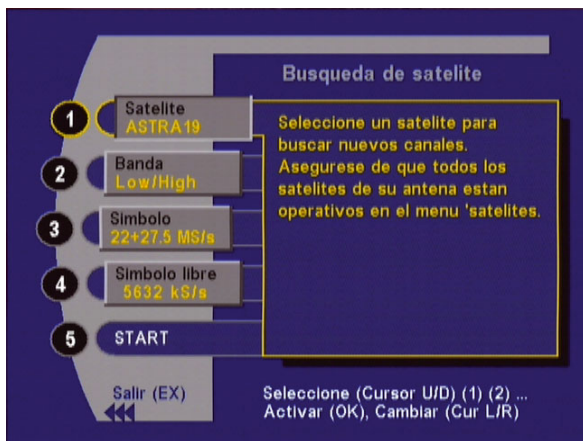 Busqueda de satelite
1
Satelite
ASTRA19
2
Banda
Low/High
3
Simbolo
22+27.5 MS/s
4
Simbolo libre
5632 kS/s
5
START
Seleccione un satelite para
buscar nuevos canales.
Asegurese de que todos los
satelites de su antena estan
operativos en el menu 'satelites.
Salir (EX)
Seleccione (Cursor U/D) (1) (2) ...
Activar (OK), Cambiar (Cur L/R)